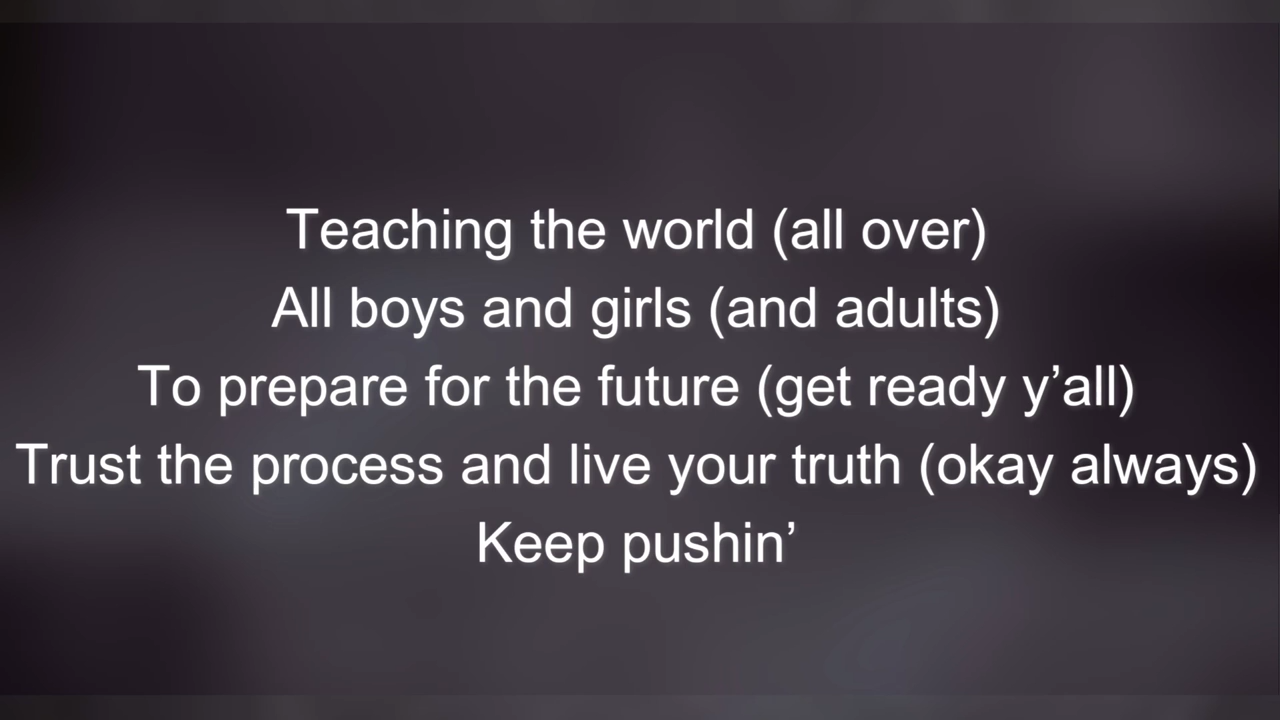 Teaching the world (all over)
All boys and girls (and adults)
To prepare for the future (get ready y’all)
Trust the process and live your truth (okay always)
Keep pushin’